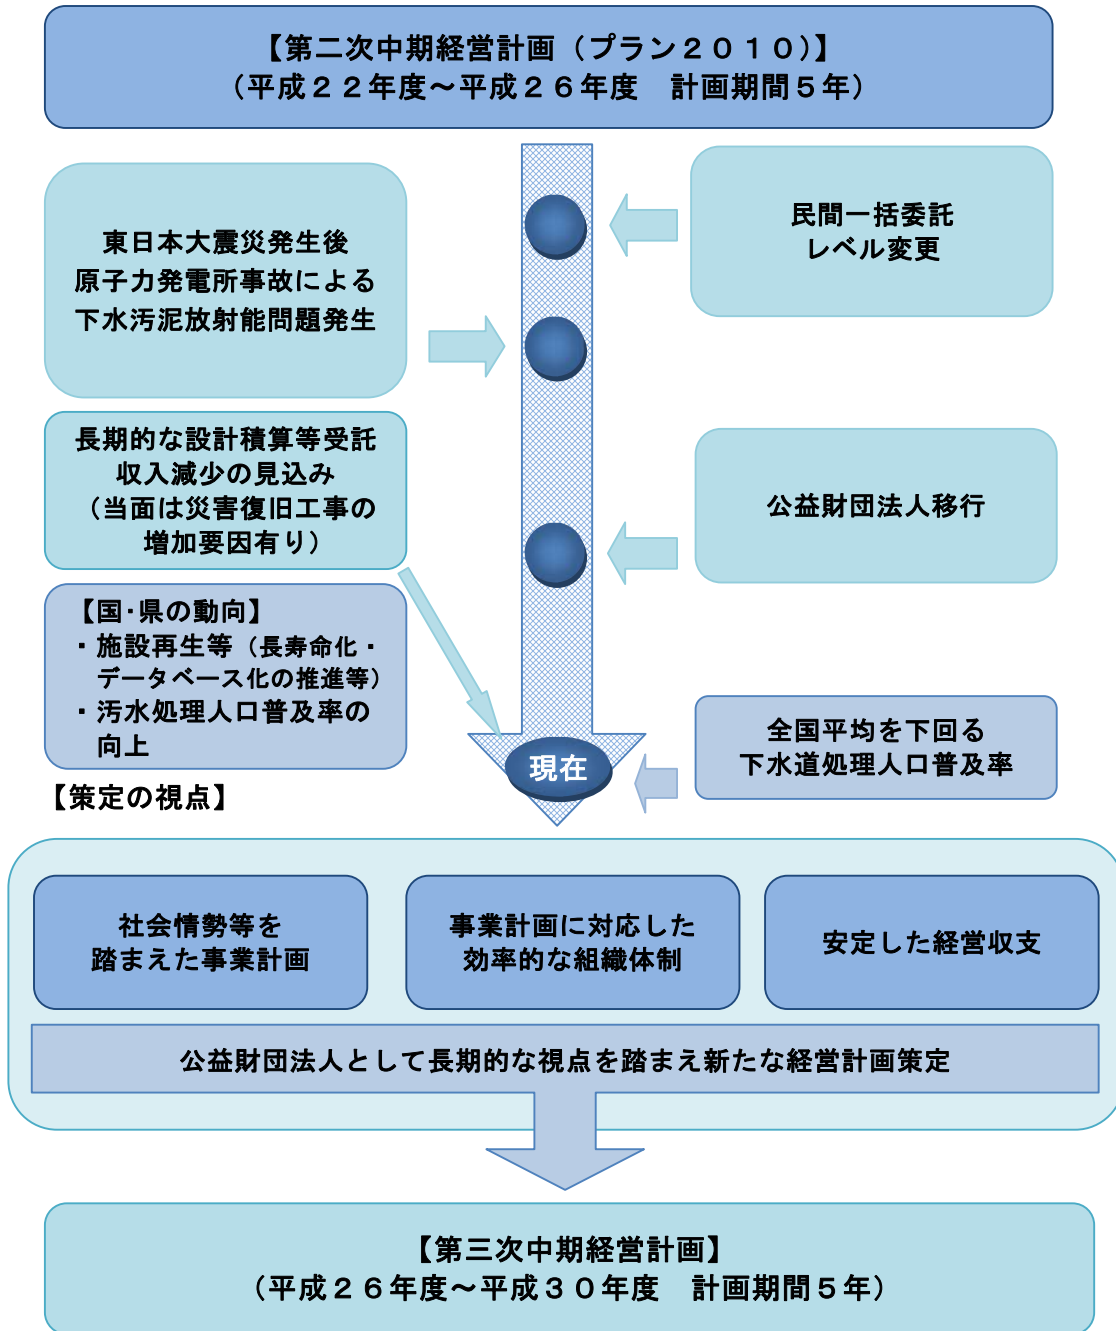 【第二次中期経営計画（プラン２０１０）】
（平成２２年度～平成２６年度　計画期間５年）
民間一括委託
レベル変更
東日本大震災発生後
原子力発電所事故による
下水汚泥放射能問題発生
長期的な設計積算等受託
収入減少の見込み
（当面は災害復旧工事の
増加要因有り）
公益財団法人移行
【国・県の動向】
・施設再生等（長寿命化・
データベース化の推進等）
・汚水処理人口普及率の
向上
全国平均を下回る
下水道処理人口普及率
現在
【策定の視点】
社会情勢等を
踏まえた事業計画
事業計画に対応した
効率的な組織体制
安定した経営収支
公益財団法人として長期的な視点を踏まえ新たな経営計画策定
【第三次中期経営計画】
（平成２６年度～平成３０年度　計画期間５年）